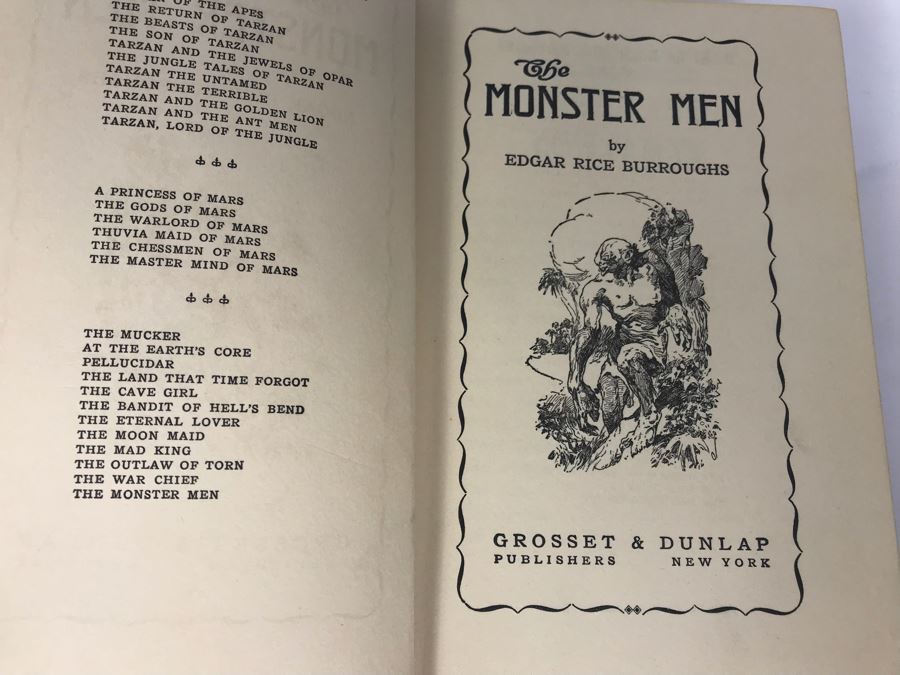 OF THE APES
THE RETURN OF TARZAN
THE BEASTS OF TARZAN
THE SON OF TARZAN
TARZAN AND THE JEWELS OF OPAR
THE JUNGLE TALES OF TARZAN
TARZAN THE UNTAMED
TARZAN THE TERRIBLE
TARZAN AND THE GOLDEN LION
TARZAN AND THE ANT MEN
TARZAN, LORD OF THE JUNGLE
A PRINCESS OF MARS
THE GODS OF MARS
THE WARLORD OF MARS
THUVIA MAID OF MARS
THE CHESSMEN OF MARS
THE MASTER MIND OF MARS
THE MUCKER
AT THE EARTH'S CORE
PELLUCIDAR
THE LAND THAT TIME FORGOT
THE CAVE GIRL
THE BANDIT OF HELL'S BEND
THE ETERNAL LOVER
THE MOON MAID
THE MAD KING
THE OUTLAW OF TORN
THE WAR CHIEF
THE MONSTER MEN
The
MONSTER MEN
by
EDGAR RICE BURROUGHS
GROSSET & DUNLAP
PUBLISHERS NEW YORK